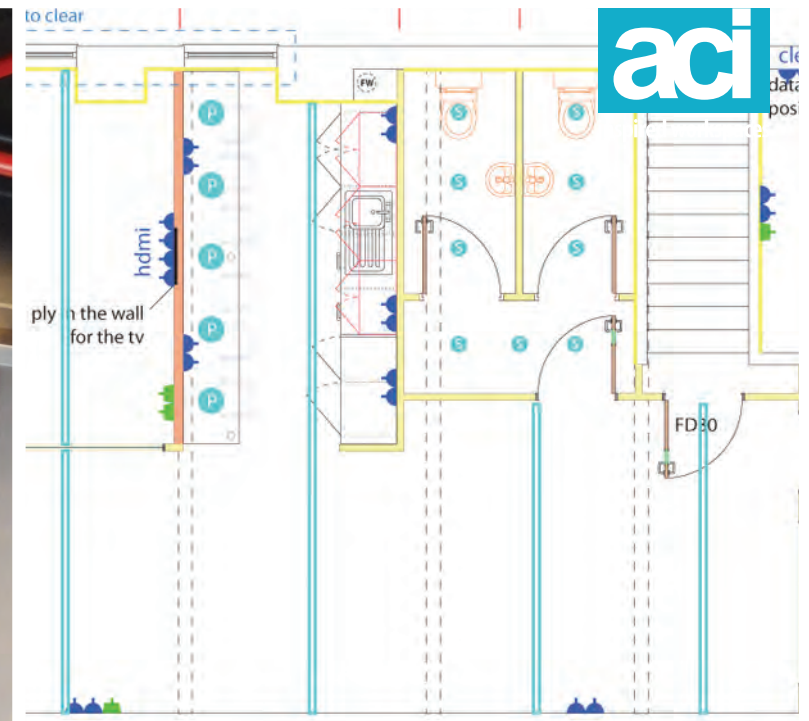 to clear
aci
cle
data
posi
FW
P
P
P
P
P
S
S
S
S
S
S
S
S
S
hdmi
ply in the wall
for the tv
FD30